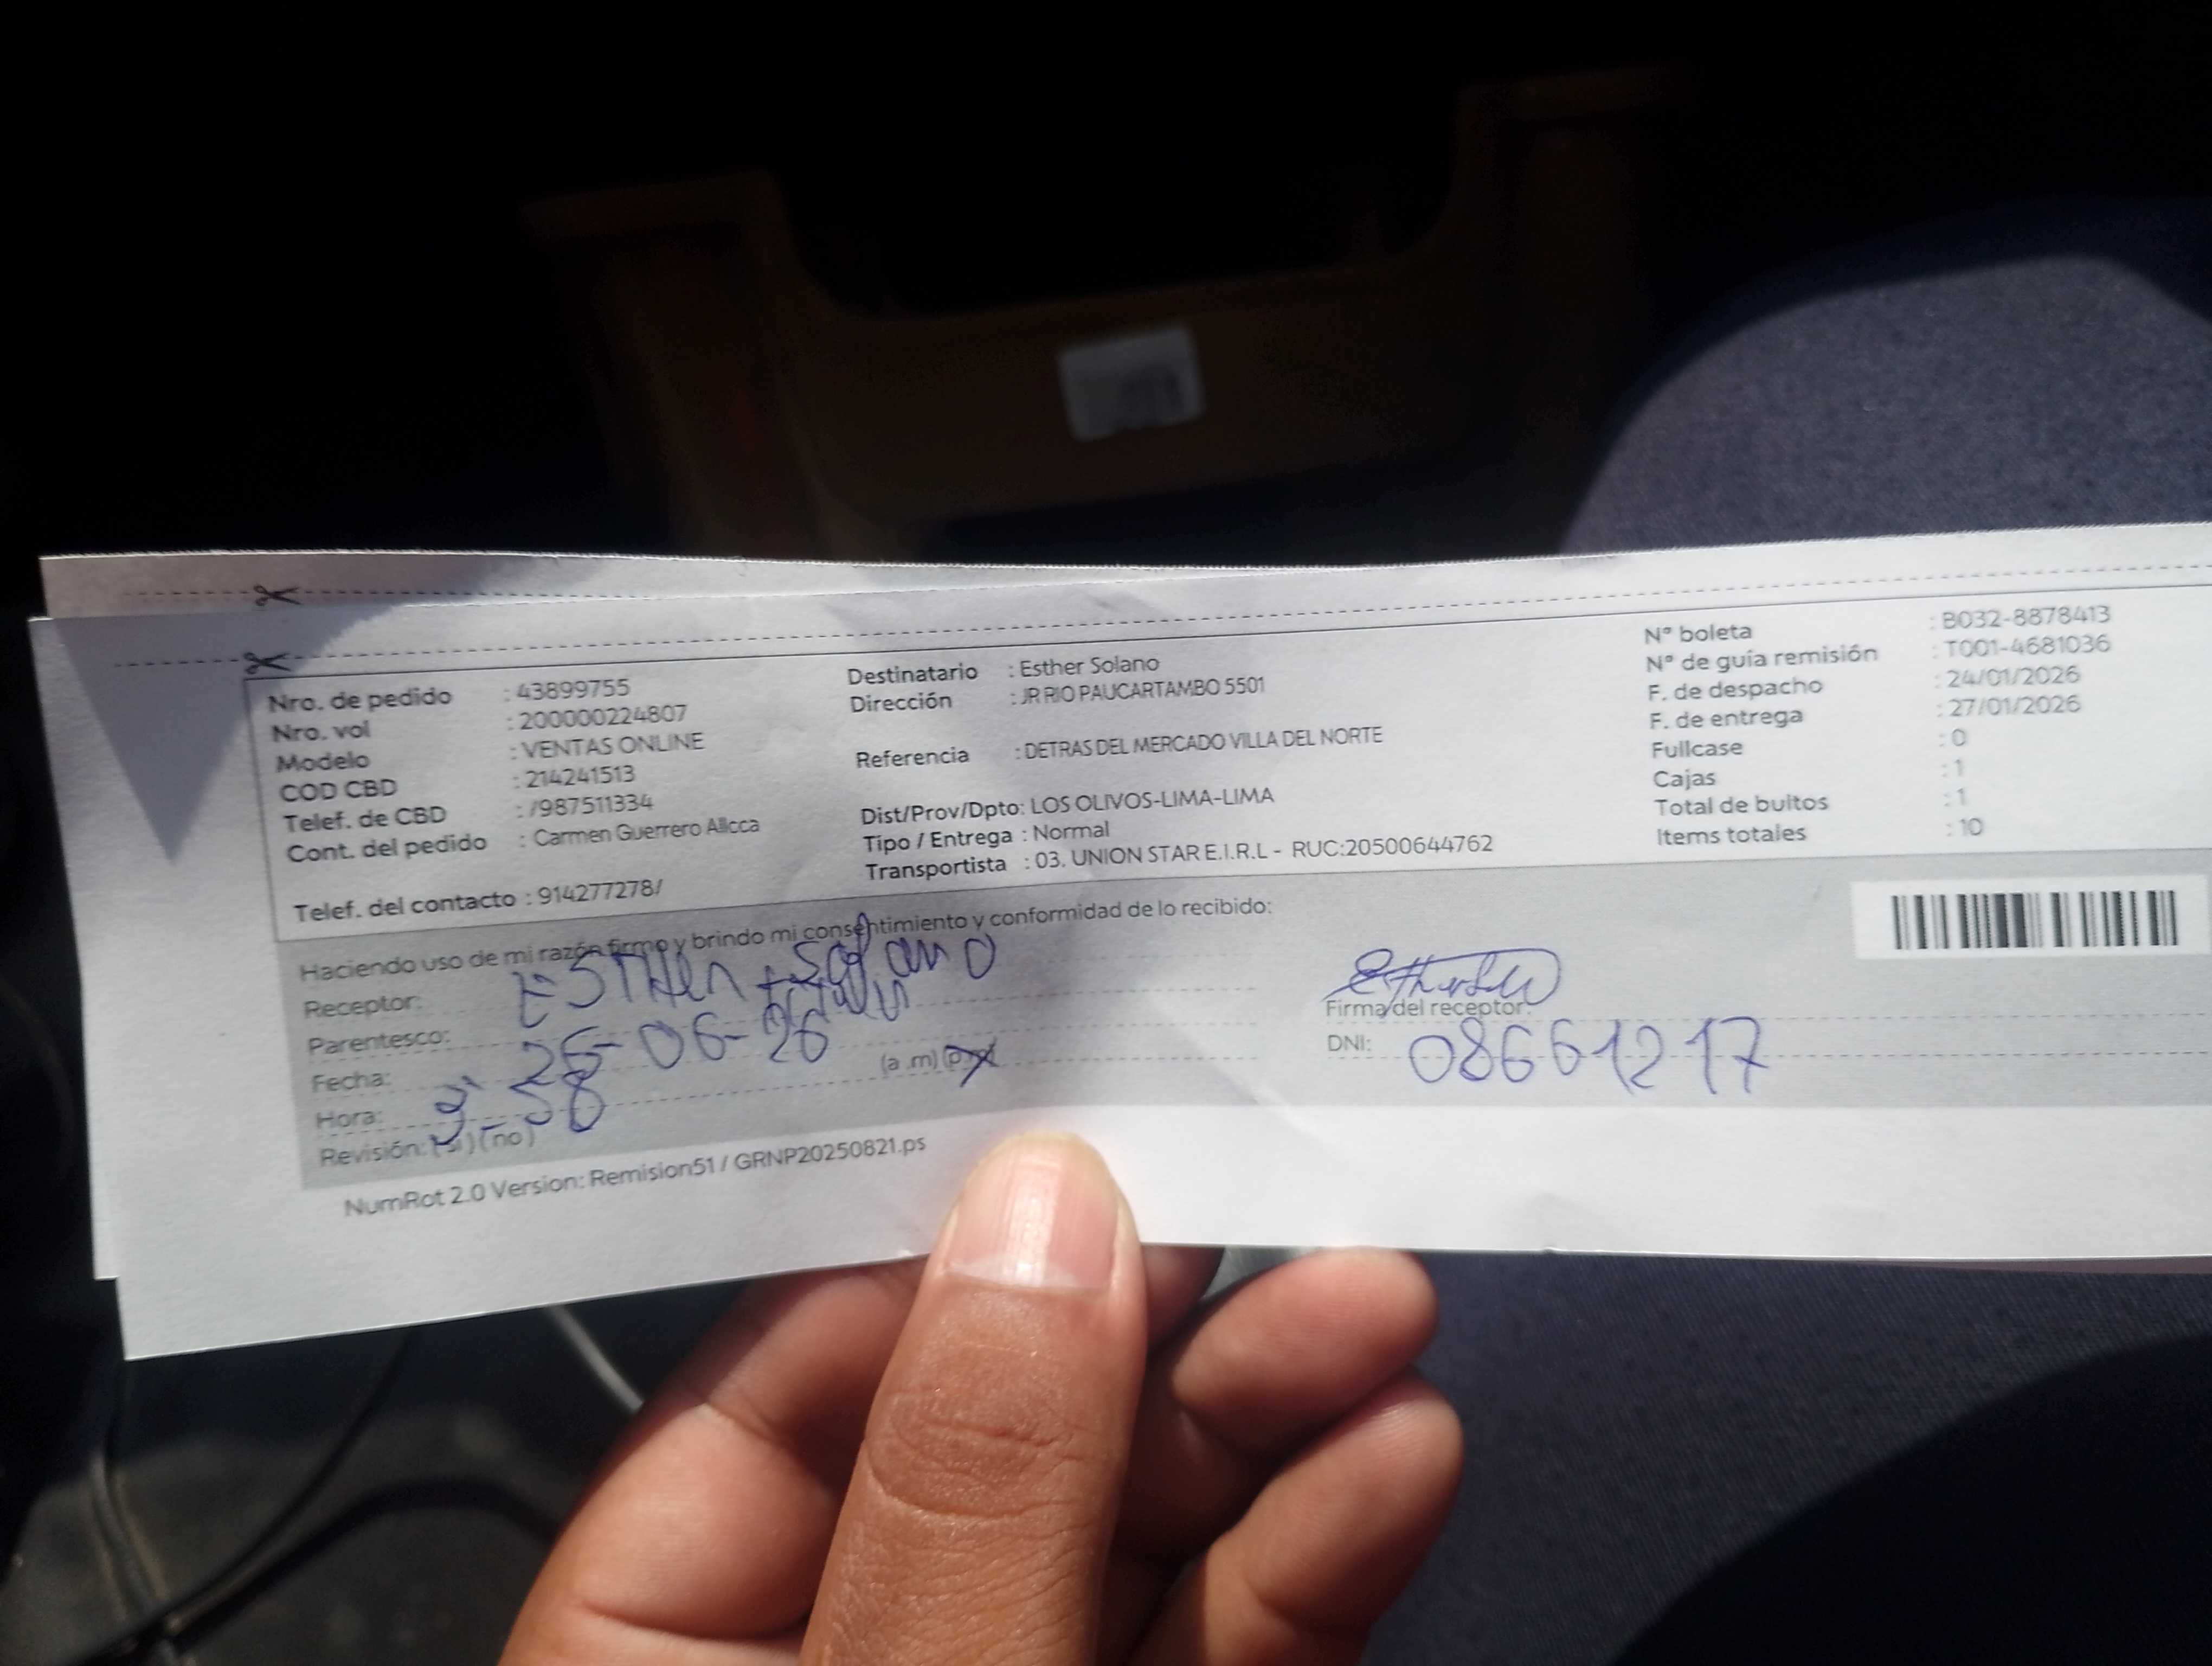 Nro. de pedido : 43899755
Nro. vol : 200000224807
Modelo : VENTAS ONLINE
COD CBD : 214241513
Telef. de CBD : /987511334
Cont. del pedido : Carmen Guerrero Allcca
Telef. del contacto : 914277278/
Destinatario : Esther Solano
Dirección : JR RIO PAUCARTAMBO 5501
Referencia : DETRAS DEL MERCADO VILLA DEL NORTE
Dist/Prov/Dpto: LOS OLIVOS-LIMA-LIMA
Tipo / Entrega : Normal
Transportista : 03. UNION STAR E.I.R.L - RUC:20500644762
N° boleta : B032-8878413
N° de guía remisión : T001-4681036
F. de despacho : 24/01/2026
F. de entrega : 27/01/2026
Fullcase : 0
Cajas : 1
Total de bultos : 1
Items totales : 10
Haciendo uso de mi razón firmo y brindo mi consentimiento y conformidad de lo recibido:
Receptor: ESTHer Solano
Parentesco:
Fecha: 26-06-26
Hora: 3-58 (a .m) (p.m)
Revisión: (si) (no)
Firma del receptor:
DNI: 08661217
NumRot 2.0 Version: Remision51 / GRNP20250821.ps